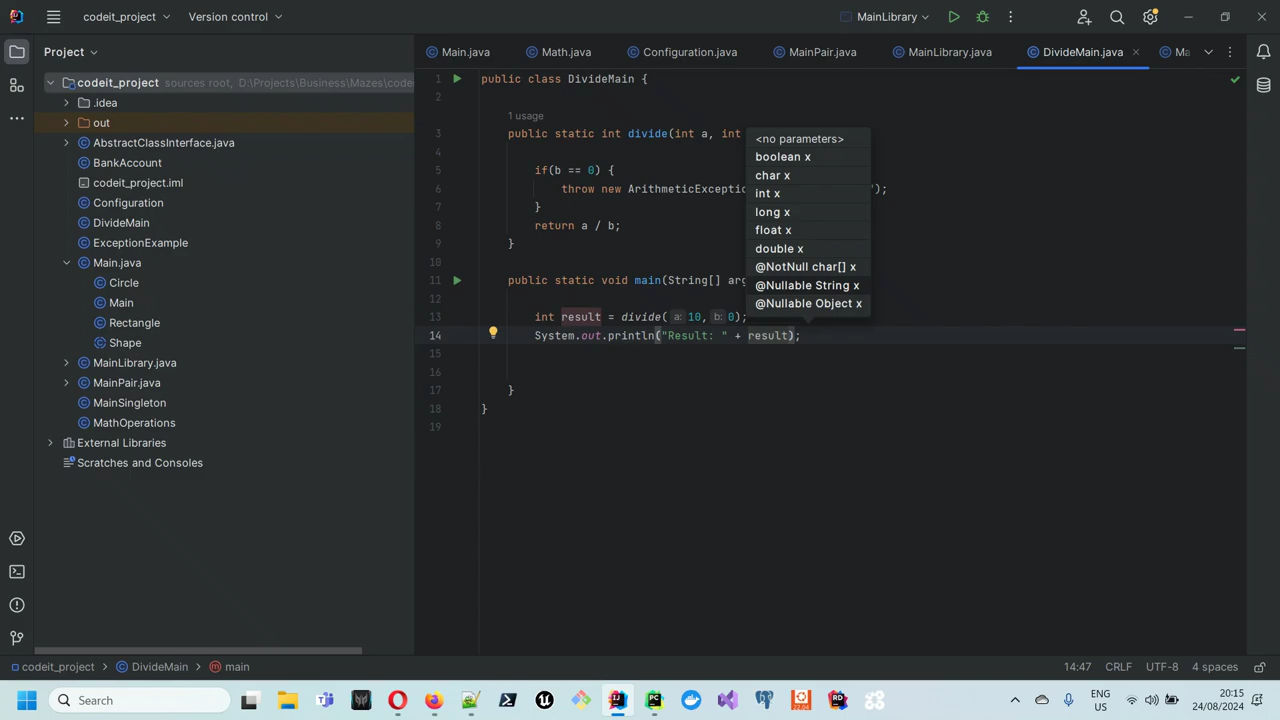 codeit_project
Version control
MainLibrary
Project
Main.java
Math.java
Configuration.java
MainPair.java
MainLibrary.java
DivideMain.java
Ma
codeit_project sources root, D:\Projects\Business\Mazes\code
.idea
out
AbstractClassInterface.java
BankAccount
codeit_project.iml
Configuration
DivideMain
ExceptionExample
Main.java
Circle
Main
Rectangle
Shape
MainLibrary.java
MainPair.java
MainSingleton
MathOperations
External Libraries
Scratches and Consoles
1 public class DivideMain {
2
1 usage
3 public static int divide(int a, int
4
5 if(b == 0) {
6 throw new ArithmeticExceptio ");
7 }
8 return a / b;
9 }
10
11 public static void main(String[] arg
12
13 int result = divide( a: 10, b: 0);
14 System.out.println("Result: " + result);
15
16
17 }
18 }
19
<no parameters>
boolean x
char x
int x
long x
float x
double x
@NotNull char[] x
@Nullable String x
@Nullable Object x
codeit_project
DivideMain
main
14:47
CRLF
UTF-8
4 spaces
Search
ENG
US
20:15
24/08/2024